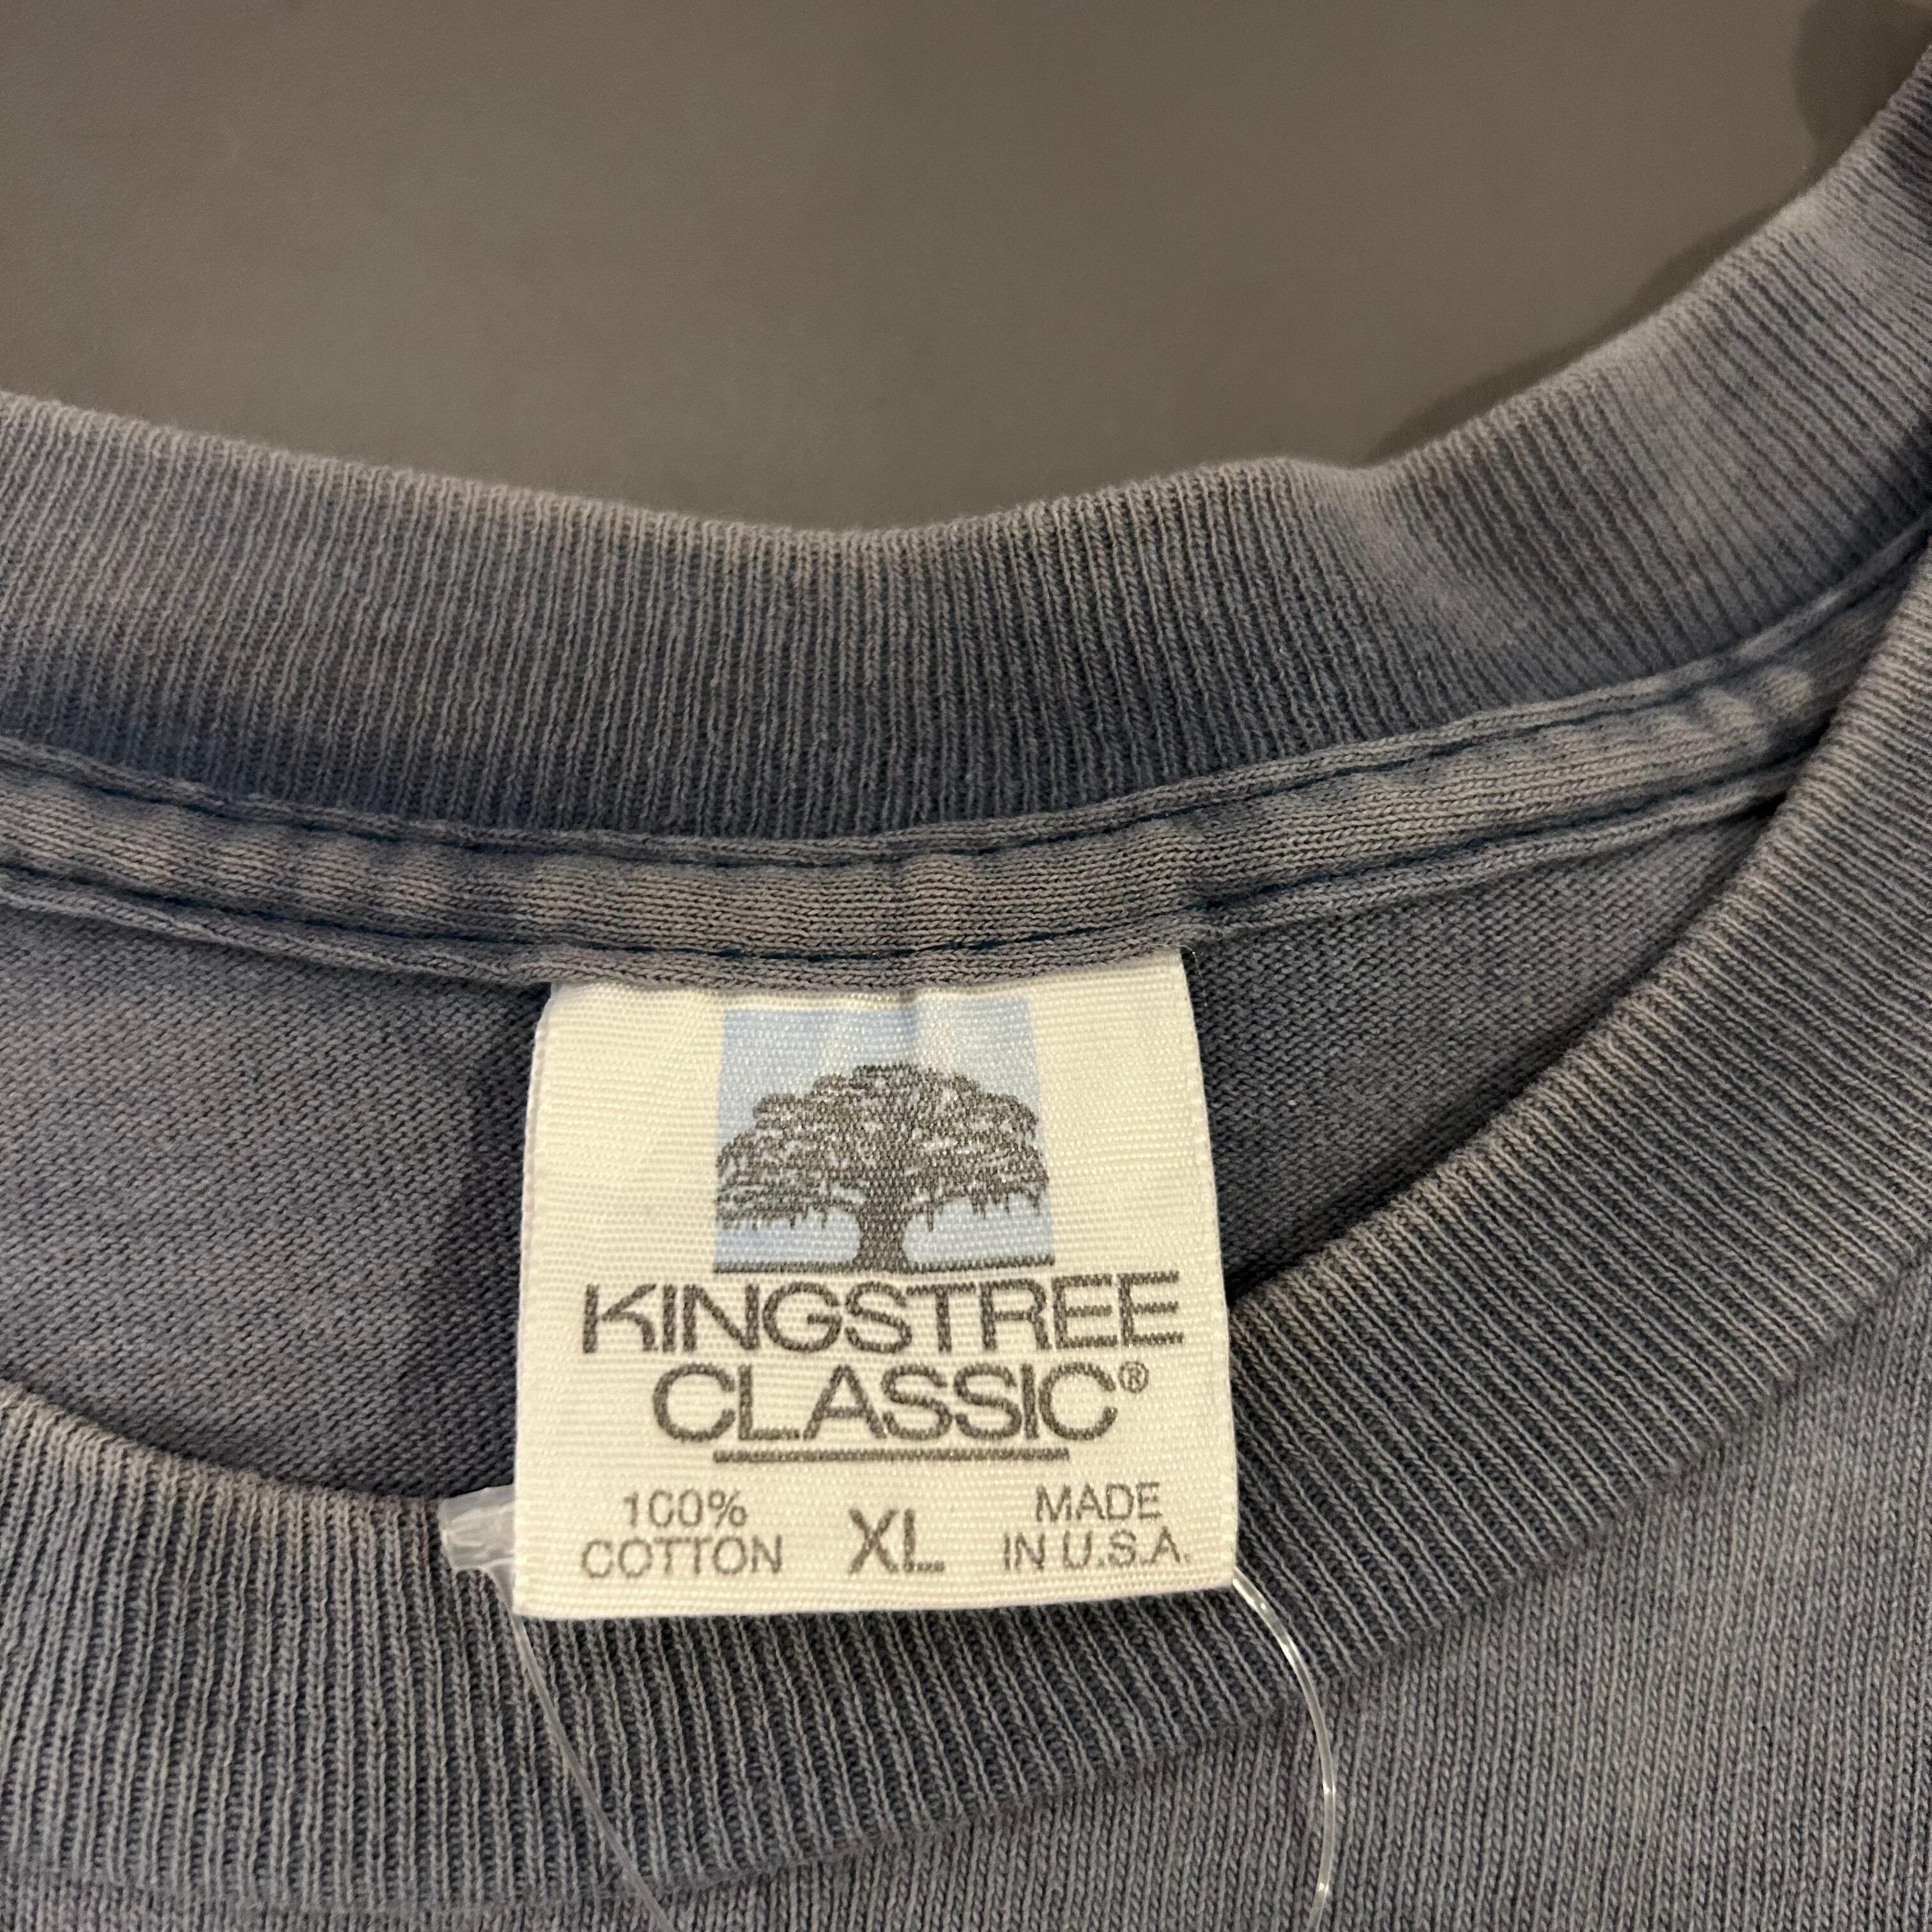 KINGSTREE
CLASSIC®
100%
COTTON
XL
MADE
IN U.S.A.